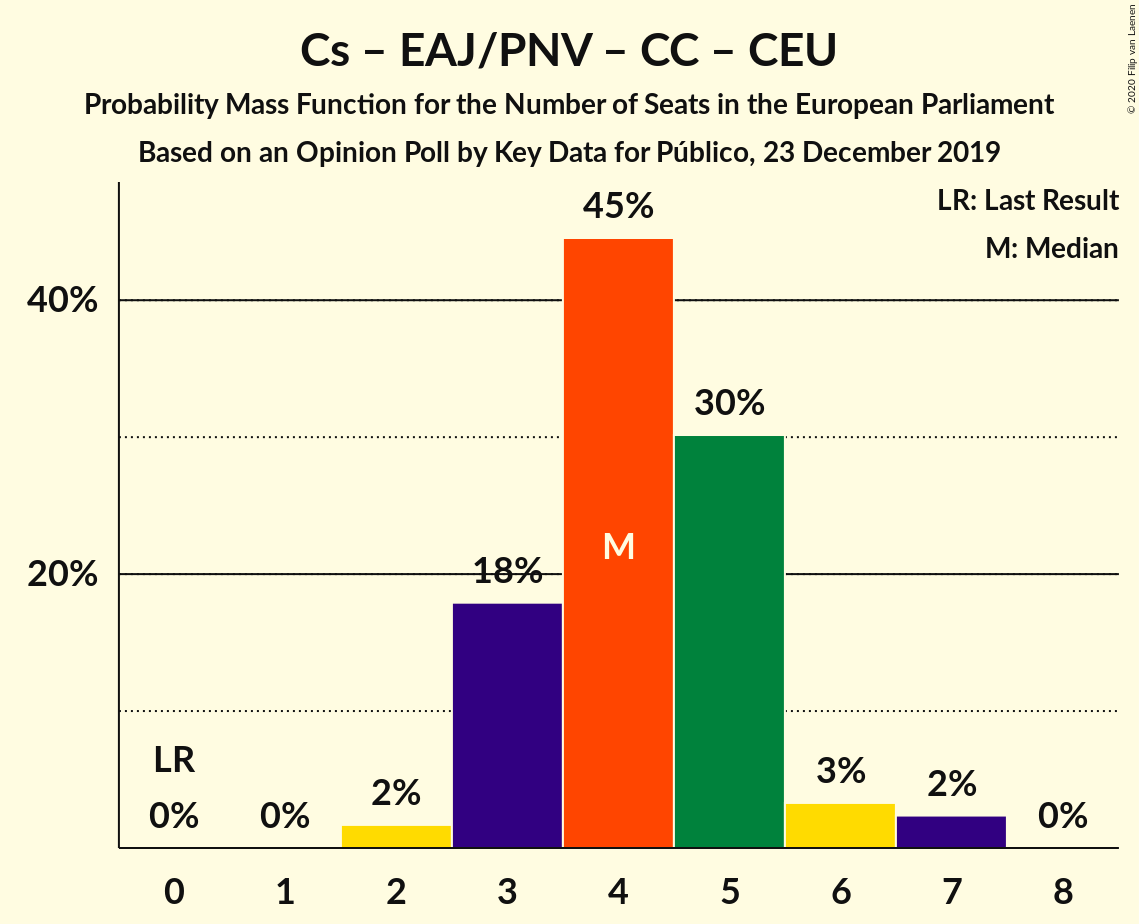 Cs – EAJ/PNV – CC – CEU
Probability Mass Function for the Number of Seats in the European Parliament
Based on an Opinion Poll by Key Data for Público, 23 December 2019
© 2020 Filip van Laenen
LR: Last Result
M: Median
45%
40%
30%
M
20%
18%
LR
0%
0%
2%
3%
2%
0%
0 1 2 3 4 5 6 7 8